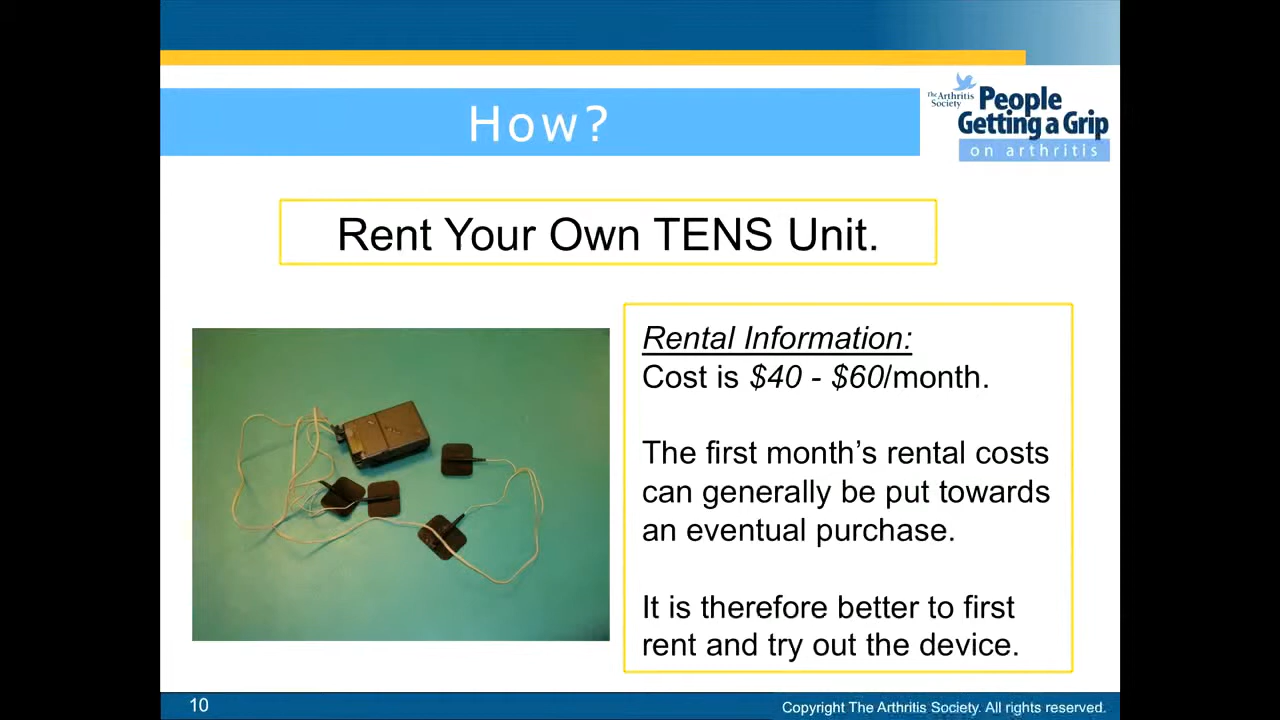 How?
The Arthritis
Society
People
Getting a Grip
on arthritis
Rent Your Own TENS Unit.
Rental Information:
Cost is $40 - $60/month.
The first month’s rental costs
can generally be put towards
an eventual purchase.
It is therefore better to first
rent and try out the device.
10
Copyright The Arthritis Society. All rights reserved.